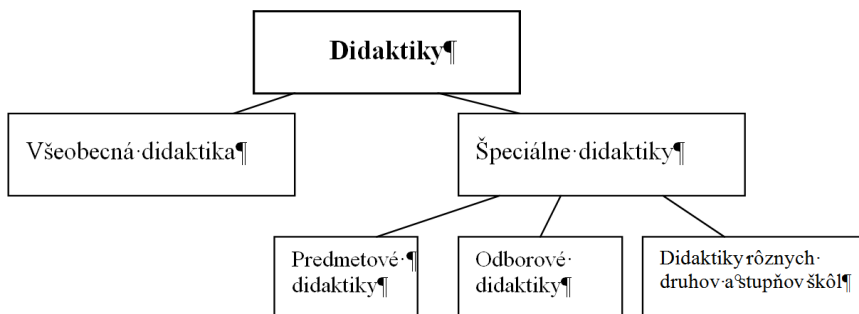 Didaktiky¶
Všeobecná·didaktika¶
Špeciálne·didaktiky¶
Predmetové·¶
didaktiky¶
Odborové·
didaktiky¶
Didaktiky rôznych·
druhov·a°stupňov škôl¶